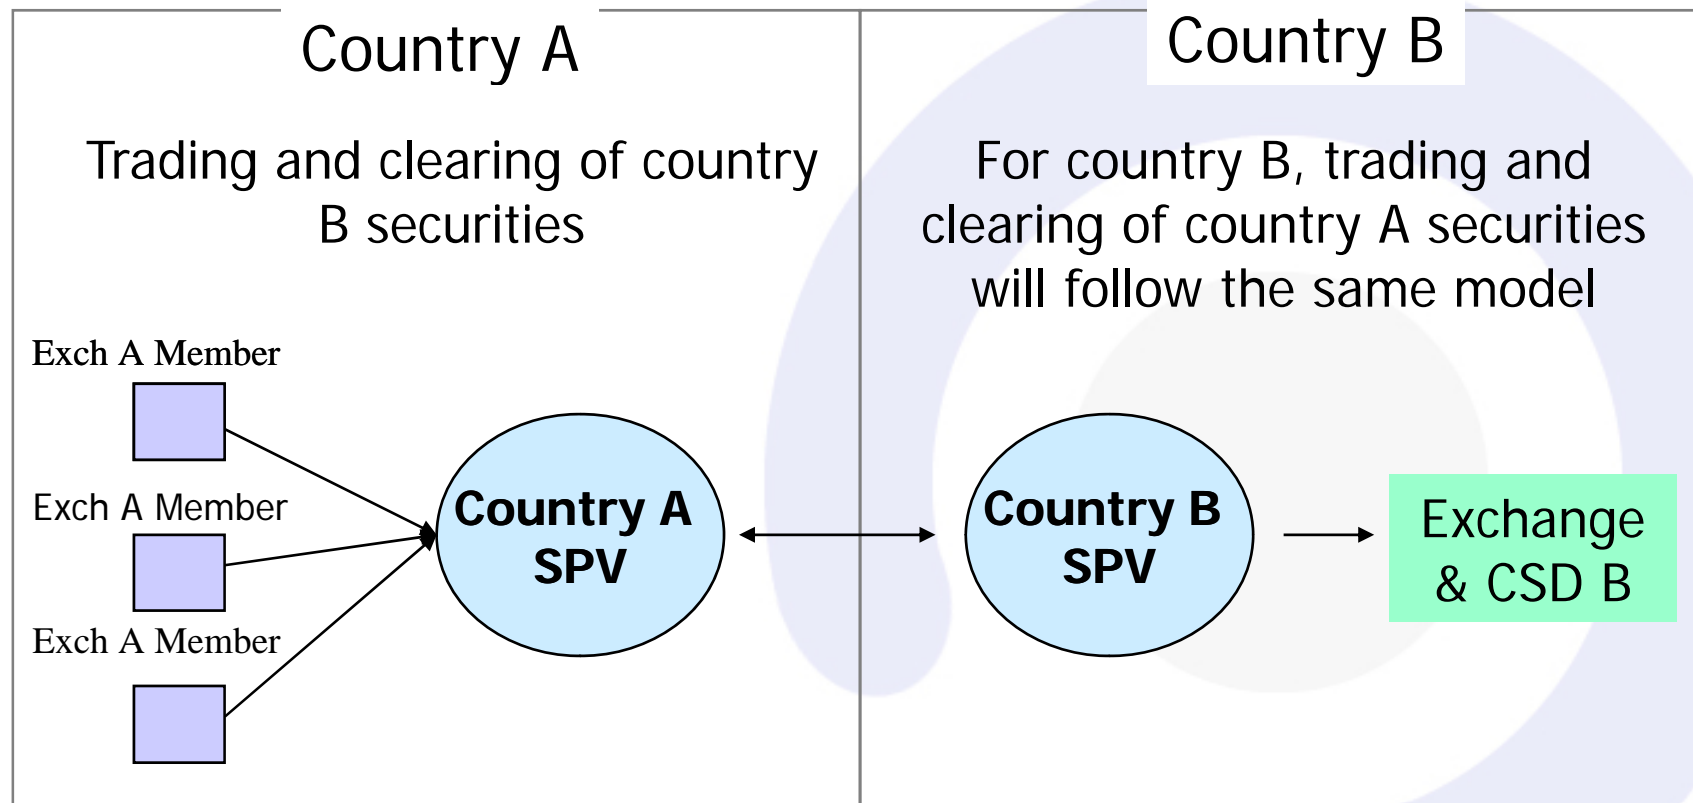 Country A
Trading and clearing of country
B securities
Exch A Member
Exch A Member
Exch A Member
Country A
SPV
Country B
For country B, trading and
clearing of country A securities
will follow the same model
Country B
SPV
Exchange
& CSD B